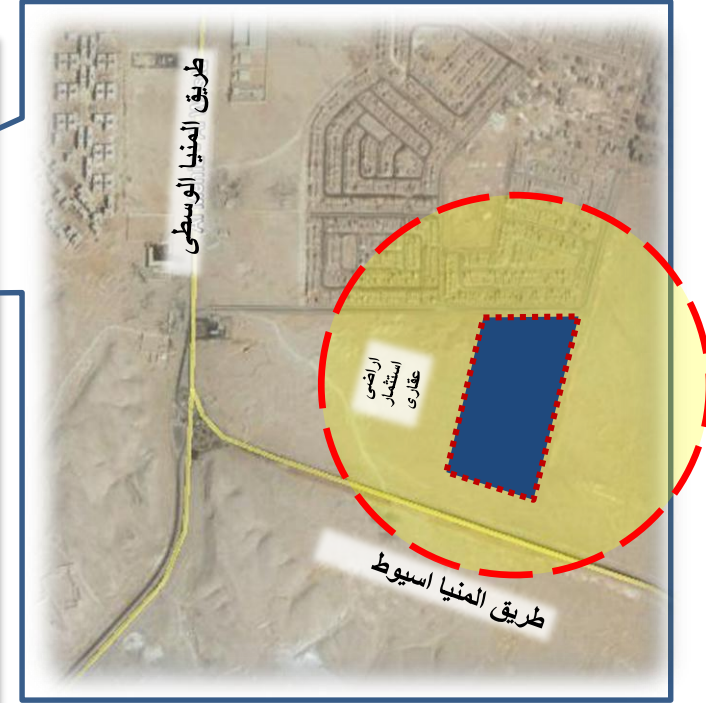 طريق المنيا الوسطى
اراضى
استثمار
عقارى
طريق المنيا اسيوط